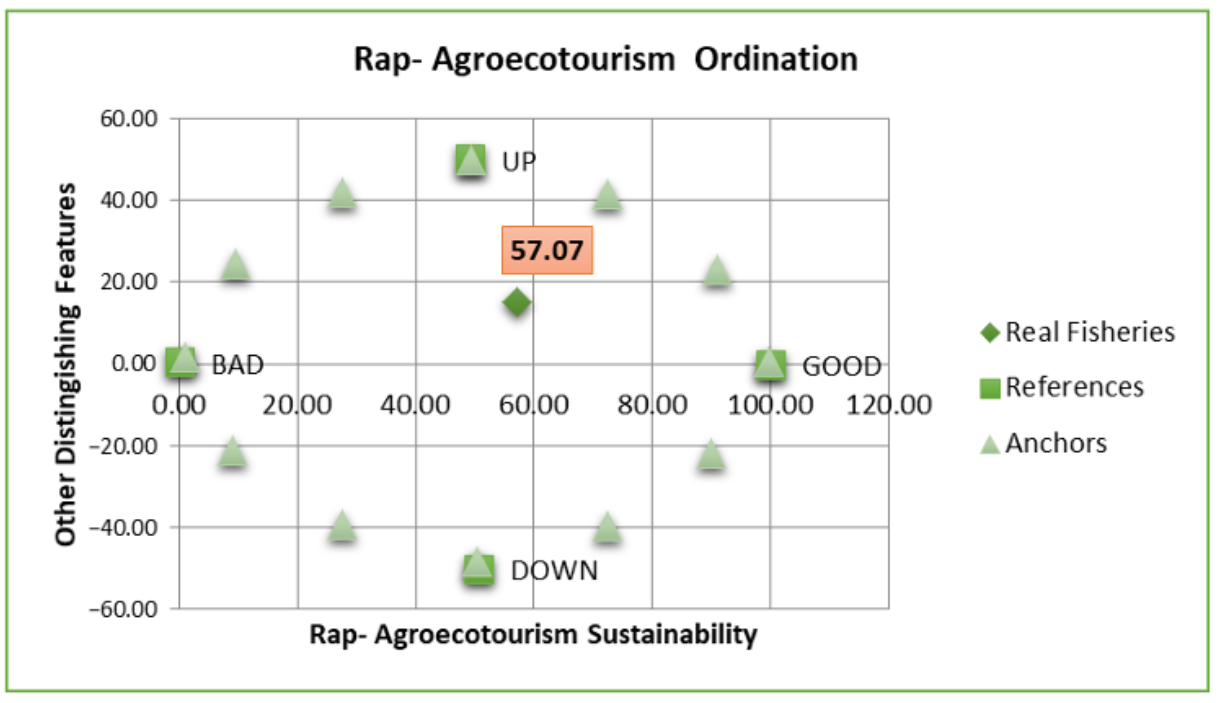 Rap- Agroecotourism Ordination
60.00
40.00
20.00
0.00
−20.00
−40.00
−60.00
Other Distingishing Features
UP
57.07
BAD
GOOD
DOWN
0.00 20.00 40.00 60.00 80.00 100.00 120.00
Rap- Agroecotourism Sustainability
Real Fisheries
References
Anchors